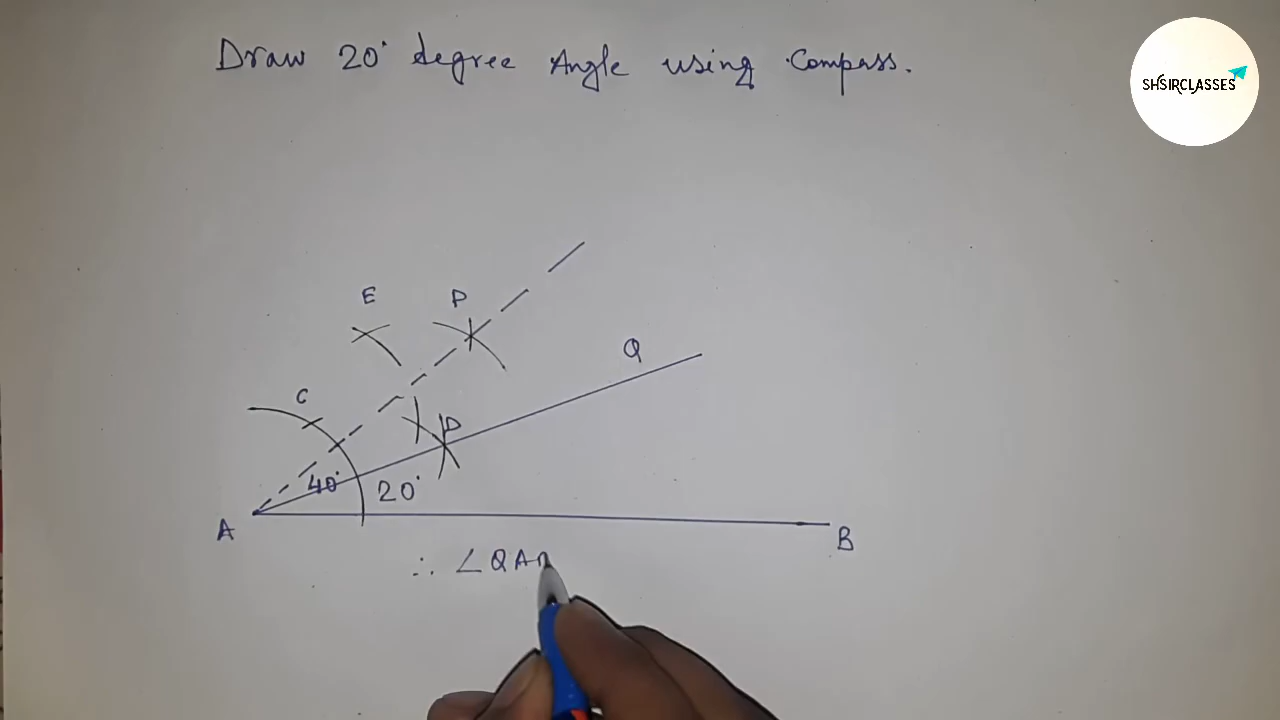 Draw 20° degree Angle using Compass.
SHSIRCLASSES
E
P
Q
C
D
40°
20°
A
B
∴ ∠QAB